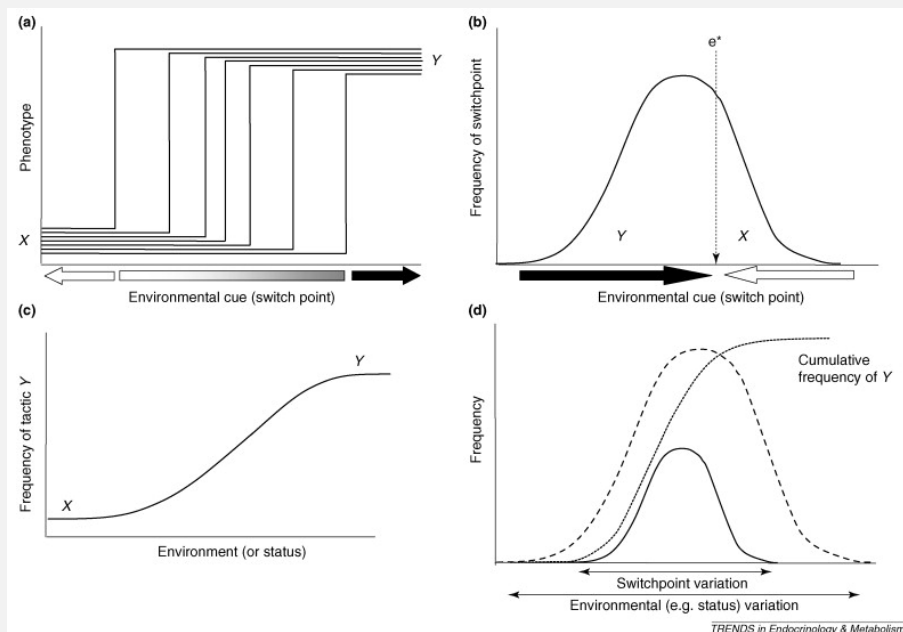 (a)
Phenotype
Y
X
Environmental cue (switch point)
(b)
Frequency of switchpoint
e*
Y
X
Environmental cue (switch point)
(c)
Frequency of tactic Y
X
Y
Environment (or status)
(d)
Frequency
Cumulative
frequency of Y
Switchpoint variation
Environmental (e.g. status) variation
TRENDS in Endocrinology & Metabolism